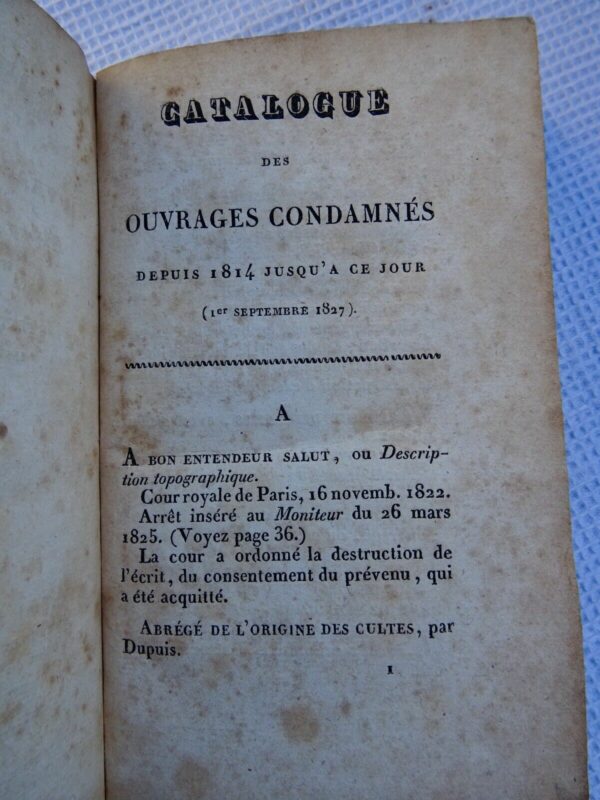 CATALOGUE
DES
OUVRAGES CONDAMNÉS
DEPUIS 1814 JUSQU'A CE JOUR
(1er SEPTEMBRE 1827).
A
A BON ENTENDEUR SALUT, OU Descrip-
tion topographique.
Cour royale de Paris, 16 novemb. 1822.
Arrêt inséré au Moniteur du 26 mars
1825. (Voyez page 36.)
La cour a ordonné la destruction de
l'écrit, du consentement du prévenu, qui
a été acquitté.
ABRÉGÉ DE L'ORIGINE DES CULTES, par
Dupuis.
1